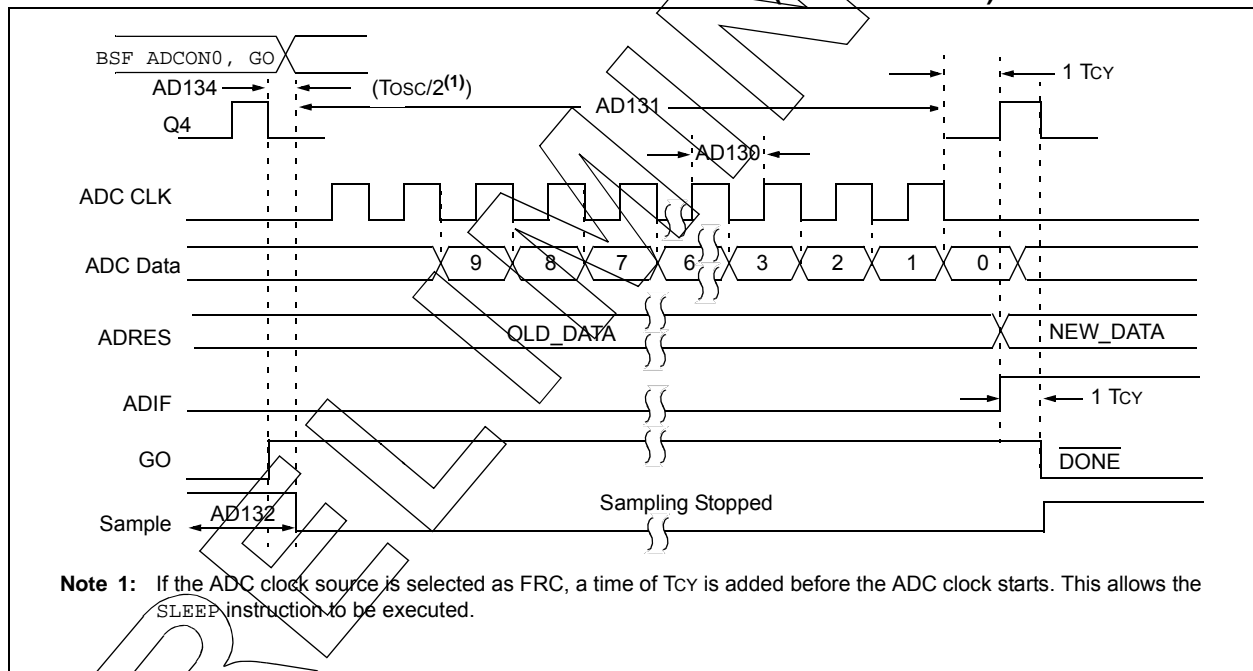 BSF ADCON0, GO
AD134
(TOSC/2(1))
AD131
1 TCY
Q4
AD130
ADC CLK
ADC Data
9
8
7
6
3
2
1
0
ADRES
OLD_DATA
NEW_DATA
ADIF
1 TCY
GO
DONE
Sample
AD132
Sampling Stopped
Note 1: If the ADC clock source is selected as FRC, a time of TCY is added before the ADC clock starts. This allows the
SLEEP instruction to be executed.